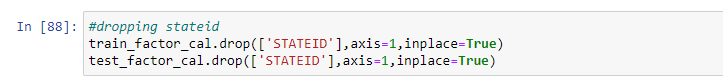 In [88]: #dropping stateid
train_factor_cal.drop(['STATEID'],axis=1,inplace=True)
test_factor_cal.drop(['STATEID'],axis=1,inplace=True)